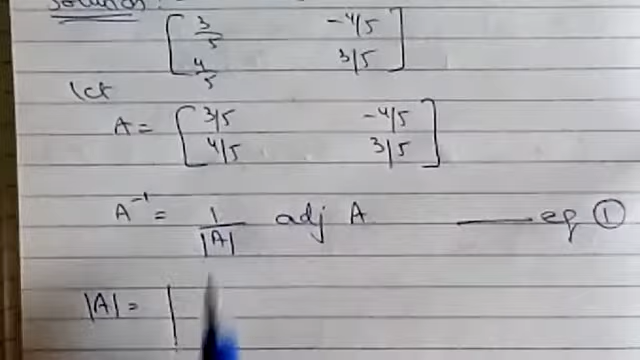 Solution:
[ 3/5 -4/5
4/5 3/5 ]
let
A = [ 3/5 -4/5
4/5 3/5 ]
A⁻¹ = 1/|A| adj A —— eq ①
|A| = |